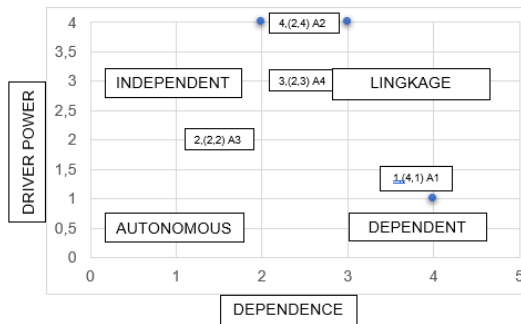 4
4,(2,4) A2
3,5
INDEPENDENT
3
3,(2,3) A4
LINGKAGE
2,5
2
2,(2,2) A3
1,5
1,(4,1) A1
1
0,5
AUTONOMOUS
DEPENDENT
0
0 1 2 3 4 5
DRIVER POWER
DEPENDENCE